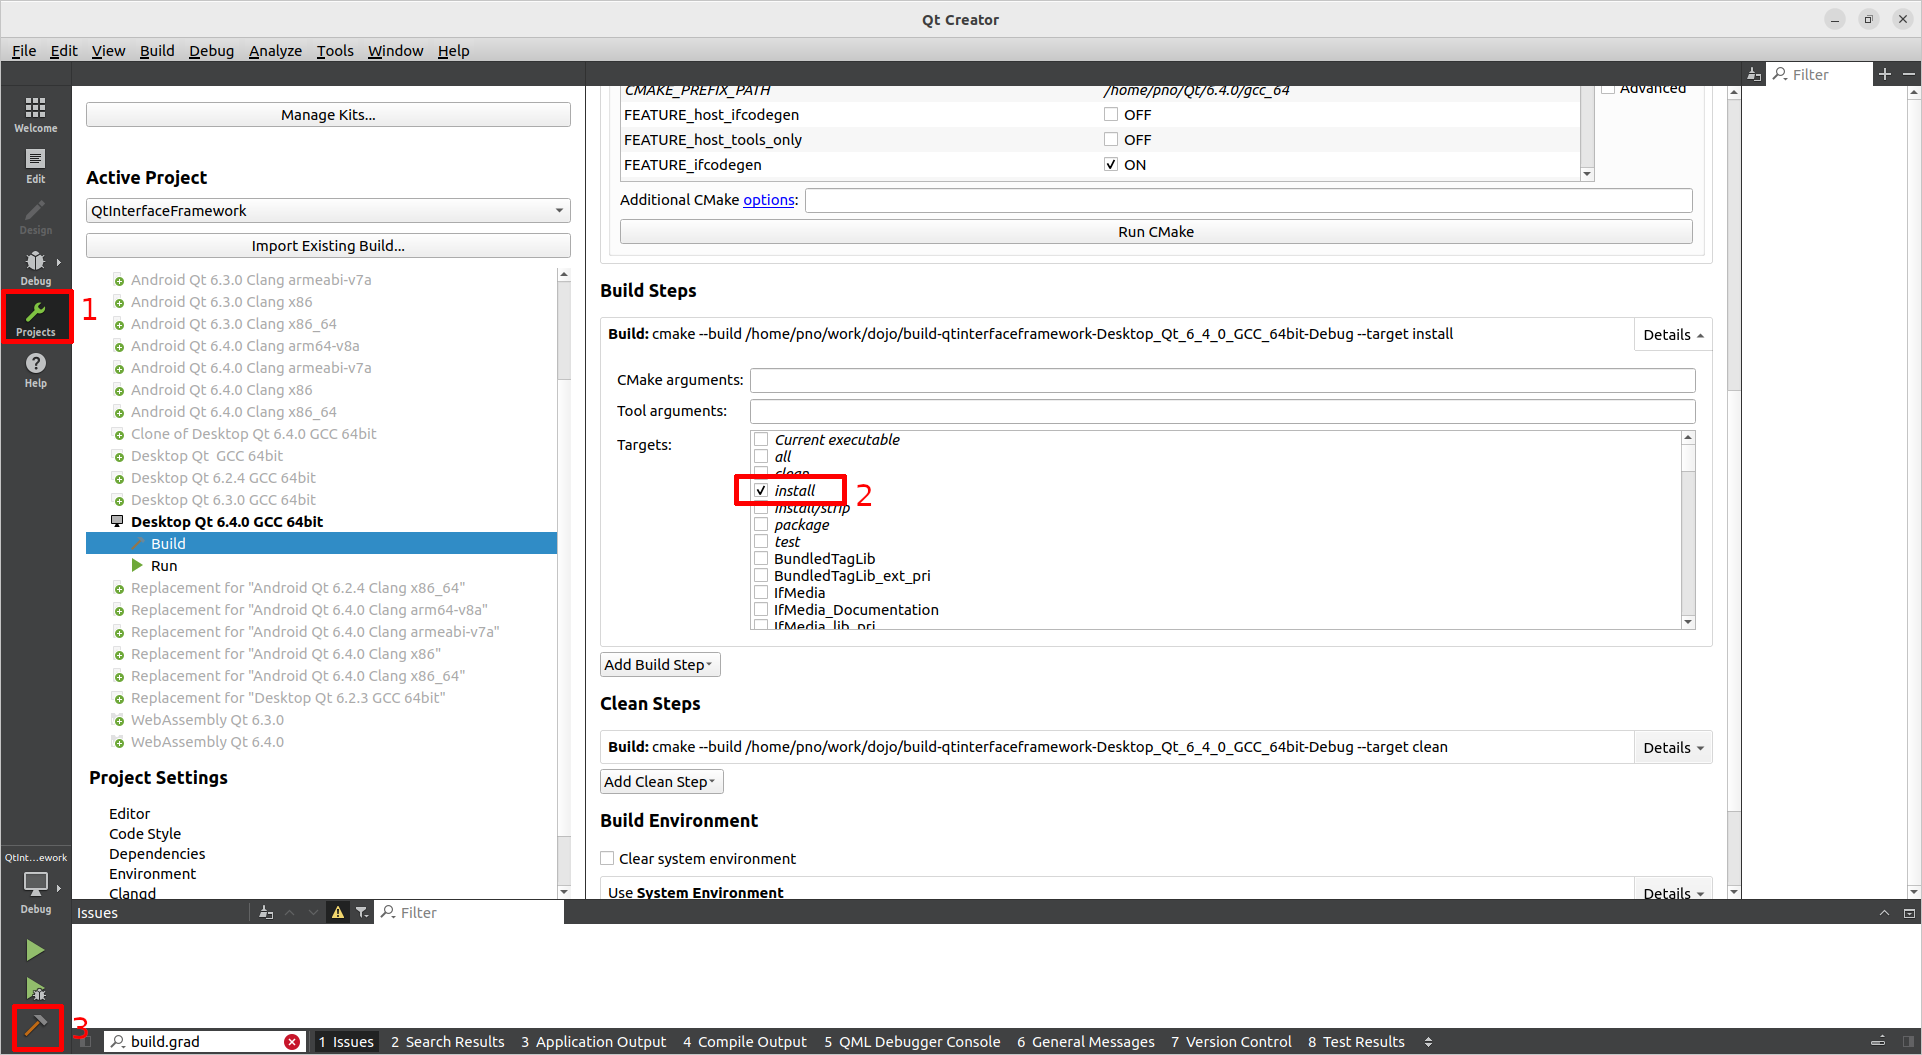 Qt Creator
File Edit View Build Debug Analyze Tools Window Help
Filter
Welcome
Edit
Design
Debug
Projects
1
Help
QtInt...ework
Debug
3
Manage Kits...
Active Project
QtInterfaceFramework
Import Existing Build...
Android Qt 6.3.0 Clang armeabi-v7a
Android Qt 6.3.0 Clang x86
Android Qt 6.3.0 Clang x86_64
Android Qt 6.4.0 Clang arm64-v8a
Android Qt 6.4.0 Clang armeabi-v7a
Android Qt 6.4.0 Clang x86
Android Qt 6.4.0 Clang x86_64
Clone of Desktop Qt 6.4.0 GCC 64bit
Desktop Qt  GCC 64bit
Desktop Qt 6.2.4 GCC 64bit
Desktop Qt 6.3.0 GCC 64bit
Desktop Qt 6.4.0 GCC 64bit
Build
Run
Replacement for "Android Qt 6.2.4 Clang x86_64"
Replacement for "Android Qt 6.4.0 Clang arm64-v8a"
Replacement for "Android Qt 6.4.0 Clang armeabi-v7a"
Replacement for "Android Qt 6.4.0 Clang x86"
Replacement for "Android Qt 6.4.0 Clang x86_64"
Replacement for "Desktop Qt 6.2.3 GCC 64bit"
WebAssembly Qt 6.3.0
WebAssembly Qt 6.4.0
Project Settings
Editor
Code Style
Dependencies
Environment
Clangd
CMAKE_PREFIX_PATH /home/pno/Qt/6.4.0/gcc_64 Advanced
FEATURE_host_ifcodegen OFF
FEATURE_host_tools_only OFF
FEATURE_ifcodegen ON
Additional CMake options:
Run CMake
Build Steps
Build: cmake --build /home/pno/work/dojo/build-qtinterfaceframework-Desktop_Qt_6_4_0_GCC_64bit-Debug --target install Details
CMake arguments:
Tool arguments:
Targets:
Current executable
all
clean
install 2
install/strip
package
test
BundledTagLib
BundledTagLib_ext_pri
IfMedia
IfMedia_Documentation
IfMedia_lib_pri
Add Build Step
Clean Steps
Build: cmake --build /home/pno/work/dojo/build-qtinterfaceframework-Desktop_Qt_6_4_0_GCC_64bit-Debug --target clean Details
Add Clean Step
Build Environment
Clear system environment
Use System Environment Details
Issues Filter
build.grad 1 Issues 2 Search Results 3 Application Output 4 Compile Output 5 QML Debugger Console 6 General Messages 7 Version Control 8 Test Results